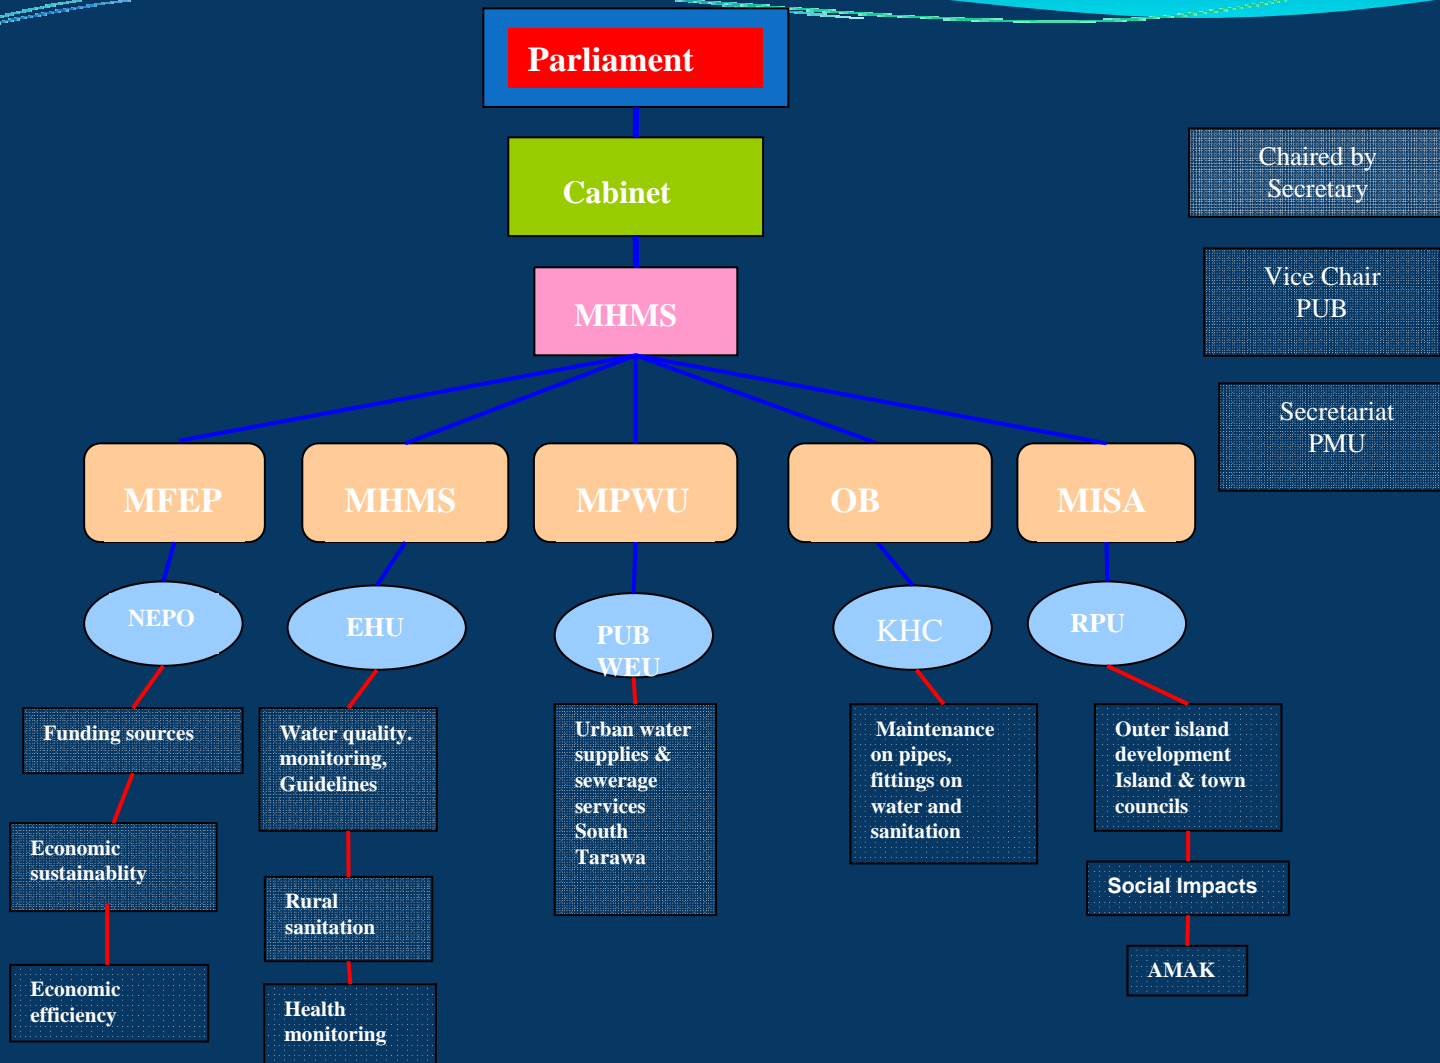 Parliament
Cabinet
MHMS
Chaired by
Secretary
Vice Chair
PUB
Secretariat
PMU
MFEP
MHMS
MPWU
OB
MISA
NEPO
EHU
PUB
WEU
KHC
RPU
Funding sources
Economic
sustainablity
Economic
efficiency
Water quality.
monitoring,
Guidelines
Rural
sanitation
Health
monitoring
Urban water
supplies &
sewerage
services
South
Tarawa
Maintenance
on pipes,
fittings on
water and
sanitation
Outer island
development
Island & town
councils
Social Impacts
AMAK